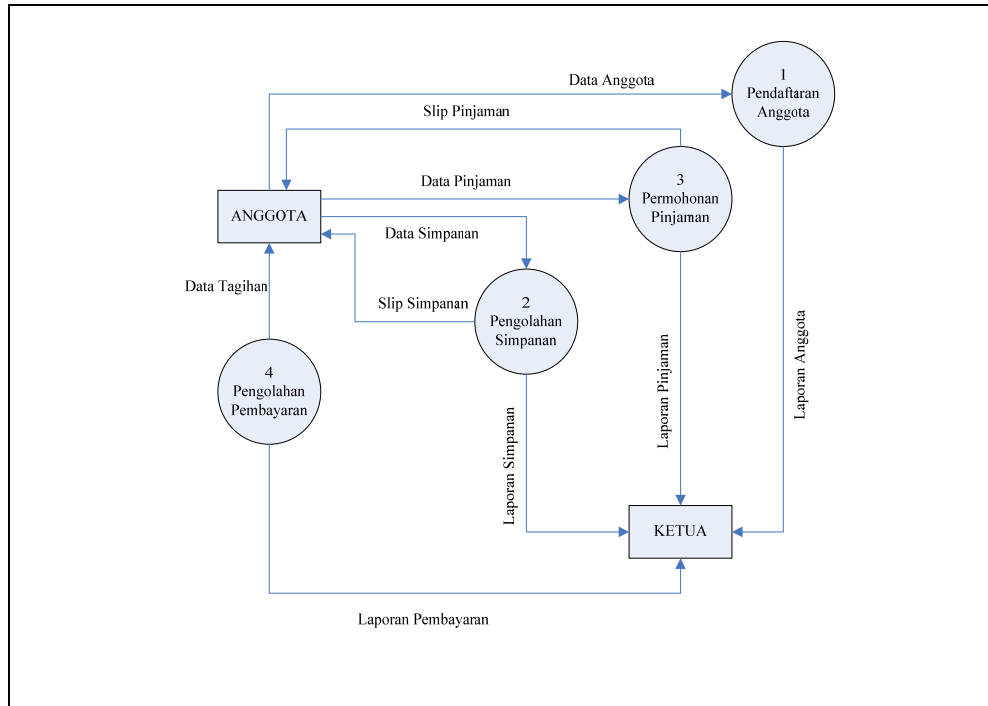 1
Pendaftaran
Anggota
Data Anggota
Slip Pinjaman
3
Permohonan
Pinjaman
Data Pinjaman
ANGGOTA
Data Simpanan
Data Tagihan
Slip Simpanan
2
Pengolahan
Simpanan
4
Pengolahan
Pembayaran
Laporan Simpanan
Laporan Pinjaman
Laporan Anggota
KETUA
Laporan Pembayaran